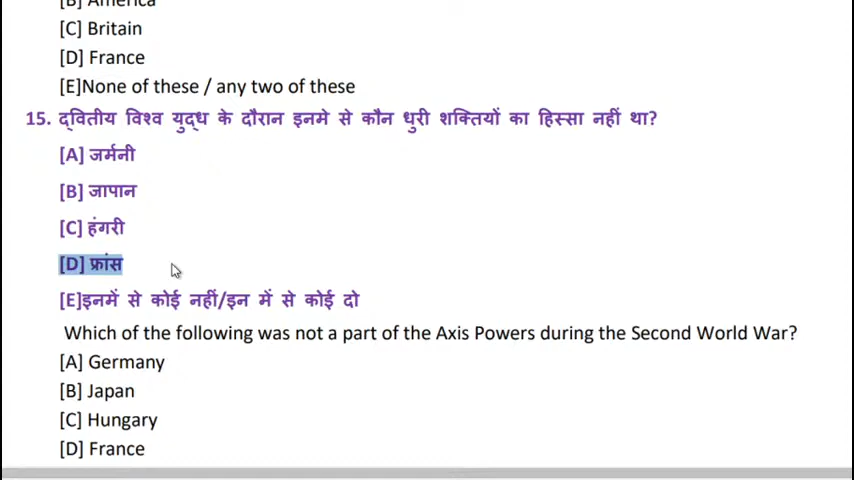 [B] America
[C] Britain
[D] France
[E]None of these / any two of these
15. द्वितीय विश्व युद्ध के दौरान इनमे से कौन धुरी शक्तियों का हिस्सा नहीं था?
[A] जर्मनी
[B] जापान
[C] हंगरी
[D] फ्रांस
[E]इनमें से कोई नहीं/इन में से कोई दो
Which of the following was not a part of the Axis Powers during the Second World War?
[A] Germany
[B] Japan
[C] Hungary
[D] France